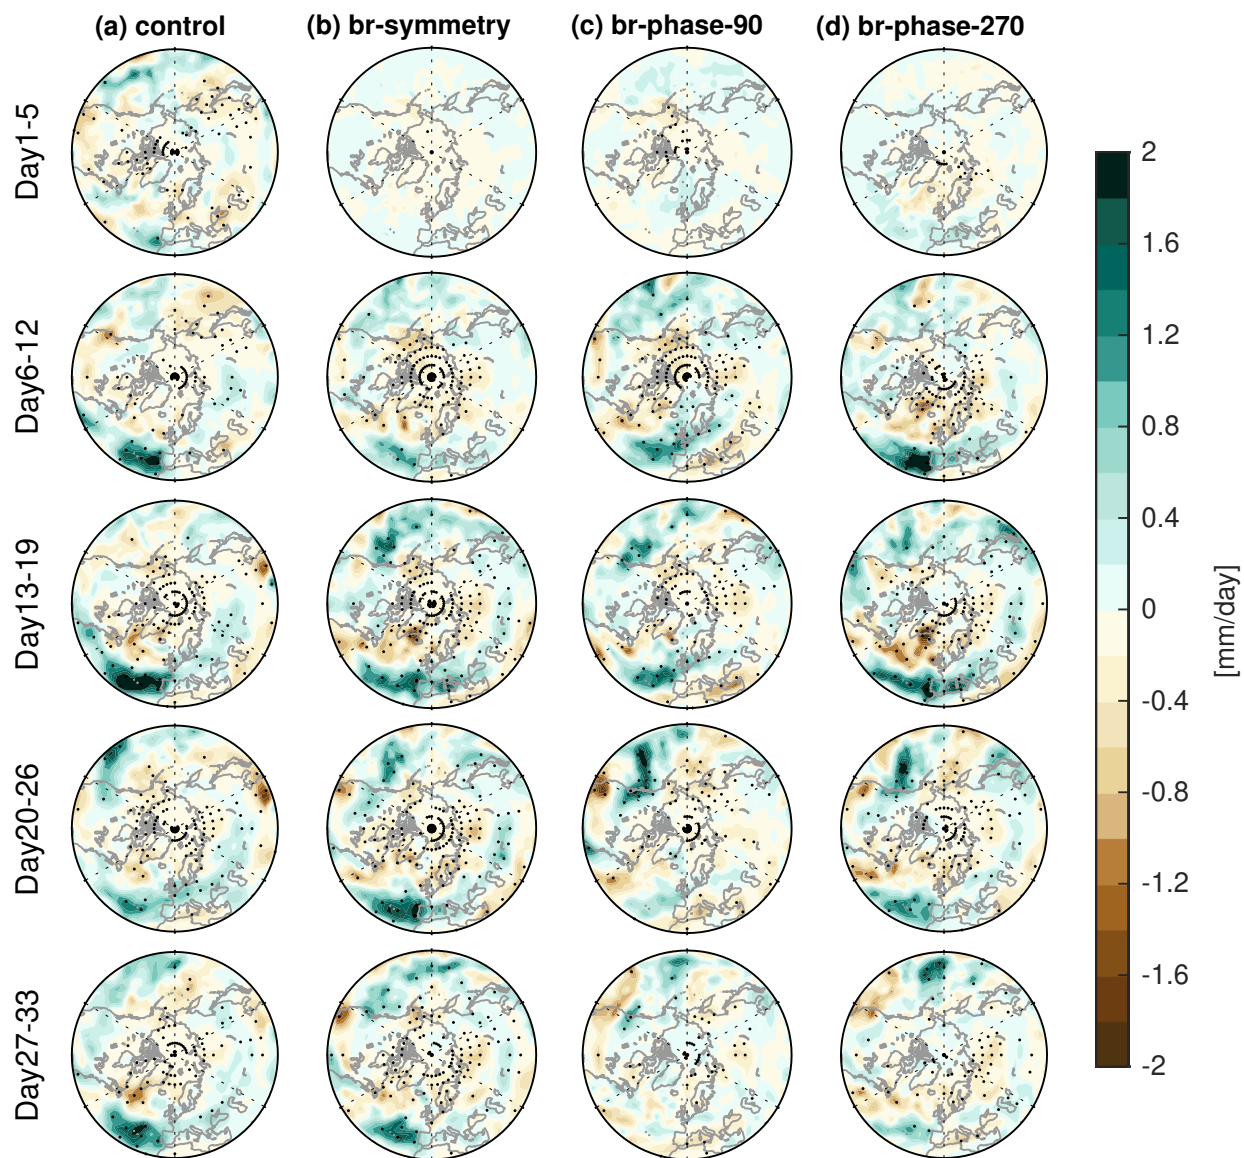 (a) control (b) br-symmetry (c) br-phase-90 (d) br-phase-270
Day1-5
Day6-12
Day13-19
Day20-26
Day27-33
2
1.6
1.2
0.8
0.4
0
-0.4
-0.8
-1.2
-1.6
-2
[mm/day]